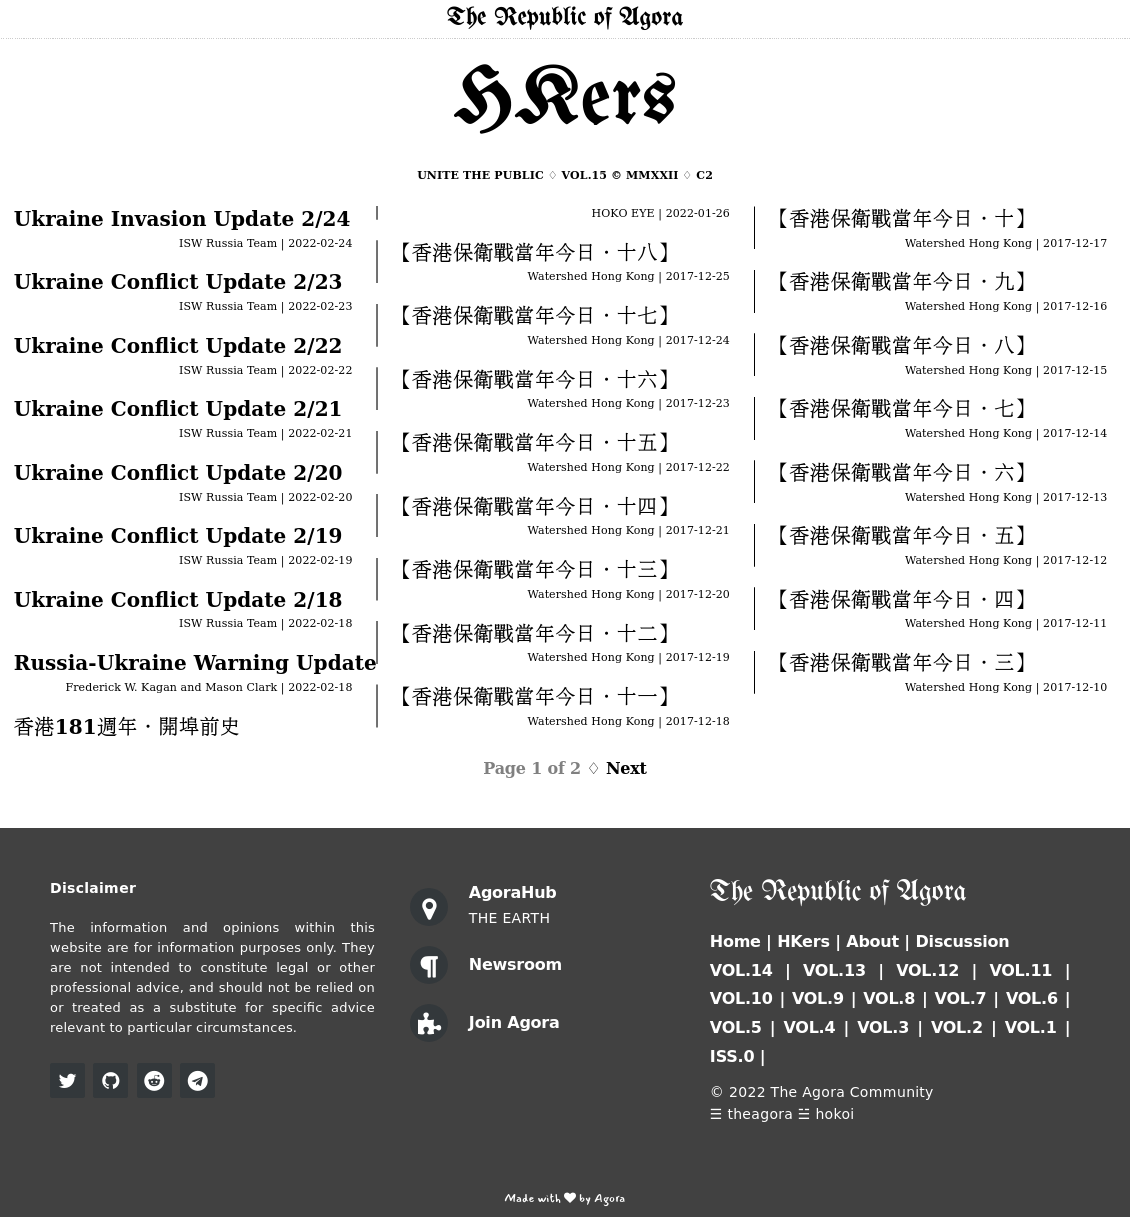 The Republic of Agora
HKers
UNITE THE PUBLIC ♢ VOL.15 © MMXXII ♢ C2
Ukraine Invasion Update 2/24
ISW Russia Team | 2022-02-24
Ukraine Conflict Update 2/23
ISW Russia Team | 2022-02-23
Ukraine Conflict Update 2/22
ISW Russia Team | 2022-02-22
Ukraine Conflict Update 2/21
ISW Russia Team | 2022-02-21
Ukraine Conflict Update 2/20
ISW Russia Team | 2022-02-20
Ukraine Conflict Update 2/19
ISW Russia Team | 2022-02-19
Ukraine Conflict Update 2/18
ISW Russia Team | 2022-02-18
Russia-Ukraine Warning Update
Frederick W. Kagan and Mason Clark | 2022-02-18
香港181週年‧開埠前史
HOKO EYE | 2022-01-26
【香港保衛戰當年今日‧十八】
Watershed Hong Kong | 2017-12-25
【香港保衛戰當年今日‧十七】
Watershed Hong Kong | 2017-12-24
【香港保衛戰當年今日‧十六】
Watershed Hong Kong | 2017-12-23
【香港保衛戰當年今日‧十五】
Watershed Hong Kong | 2017-12-22
【香港保衛戰當年今日‧十四】
Watershed Hong Kong | 2017-12-21
【香港保衛戰當年今日‧十三】
Watershed Hong Kong | 2017-12-20
【香港保衛戰當年今日‧十二】
Watershed Hong Kong | 2017-12-19
【香港保衛戰當年今日‧十一】
Watershed Hong Kong | 2017-12-18
【香港保衛戰當年今日‧十】
Watershed Hong Kong | 2017-12-17
【香港保衛戰當年今日‧九】
Watershed Hong Kong | 2017-12-16
【香港保衛戰當年今日‧八】
Watershed Hong Kong | 2017-12-15
【香港保衛戰當年今日‧七】
Watershed Hong Kong | 2017-12-14
【香港保衛戰當年今日‧六】
Watershed Hong Kong | 2017-12-13
【香港保衛戰當年今日‧五】
Watershed Hong Kong | 2017-12-12
【香港保衛戰當年今日‧四】
Watershed Hong Kong | 2017-12-11
【香港保衛戰當年今日‧三】
Watershed Hong Kong | 2017-12-10
Page 1 of 2 ♢ Next
Disclaimer
The information and opinions within this
website are for information purposes only. They
are not intended to constitute legal or other
professional advice, and should not be relied on
or treated as a substitute for specific advice
relevant to particular circumstances.
AgoraHub
THE EARTH
Newsroom
Join Agora
The Republic of Agora
Home | HKers | About | Discussion
VOL.14 | VOL.13 | VOL.12 | VOL.11 |
VOL.10 | VOL.9 | VOL.8 | VOL.7 | VOL.6 |
VOL.5 | VOL.4 | VOL.3 | VOL.2 | VOL.1 |
ISS.0 |
© 2022 The Agora Community
☰ theagora ☱ hokoi
Made with ♥ by Agora